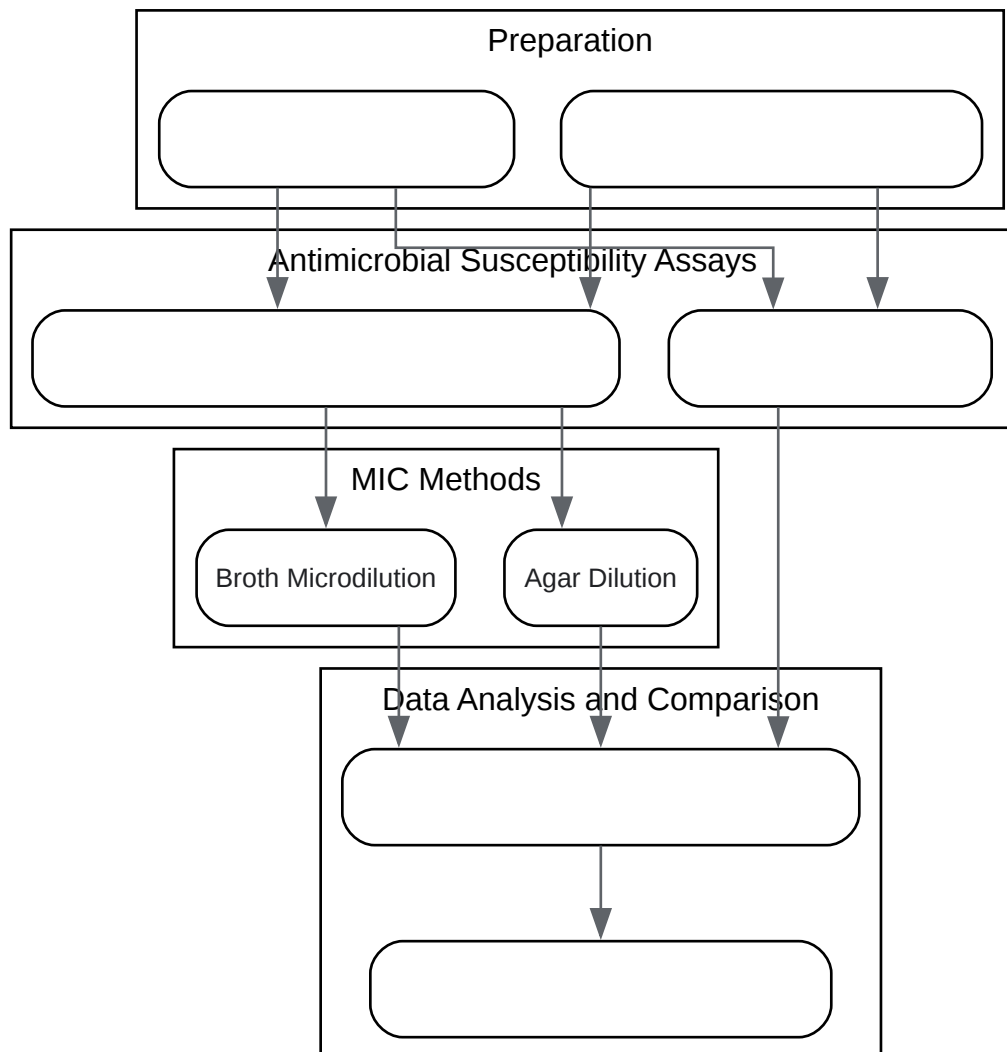 Preparation
Antimicrobial Susceptibility Assays
MIC Methods
Broth Microdilution
Agar Dilution
Data Analysis and Comparison